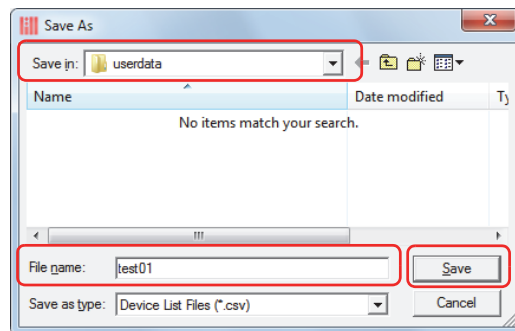 Save As
Save in: userdata
Name Date modified Ty
No items match your search.
File name: test01 Save
Save as type: Device List Files (*.csv) Cancel